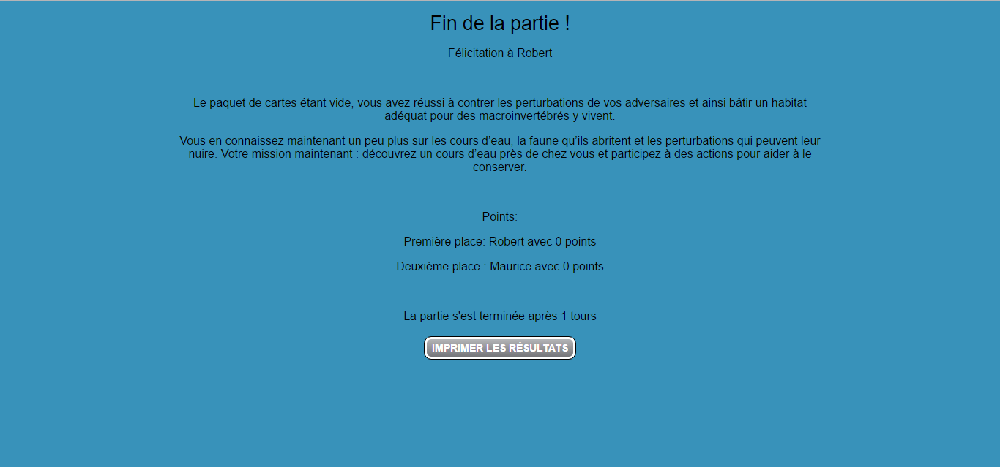 Fin de la partie !
Félicitation à Robert
Le paquet de cartes étant vide, vous avez réussi à contrer les perturbations de vos adversaires et ainsi bâtir un habitat
adéquat pour des macroinvertébrés y vivent.
Vous en connaissez maintenant un peu plus sur les cours d’eau, la faune qu’ils abritent et les perturbations qui peuvent leur
nuire. Votre mission maintenant : découvrez un cours d’eau près de chez vous et participez à des actions pour aider à le
conserver.
Points:
Première place: Robert avec 0 points
Deuxième place : Maurice avec 0 points
La partie s'est terminée après 1 tours
IMPRIMER LES RÉSULTATS